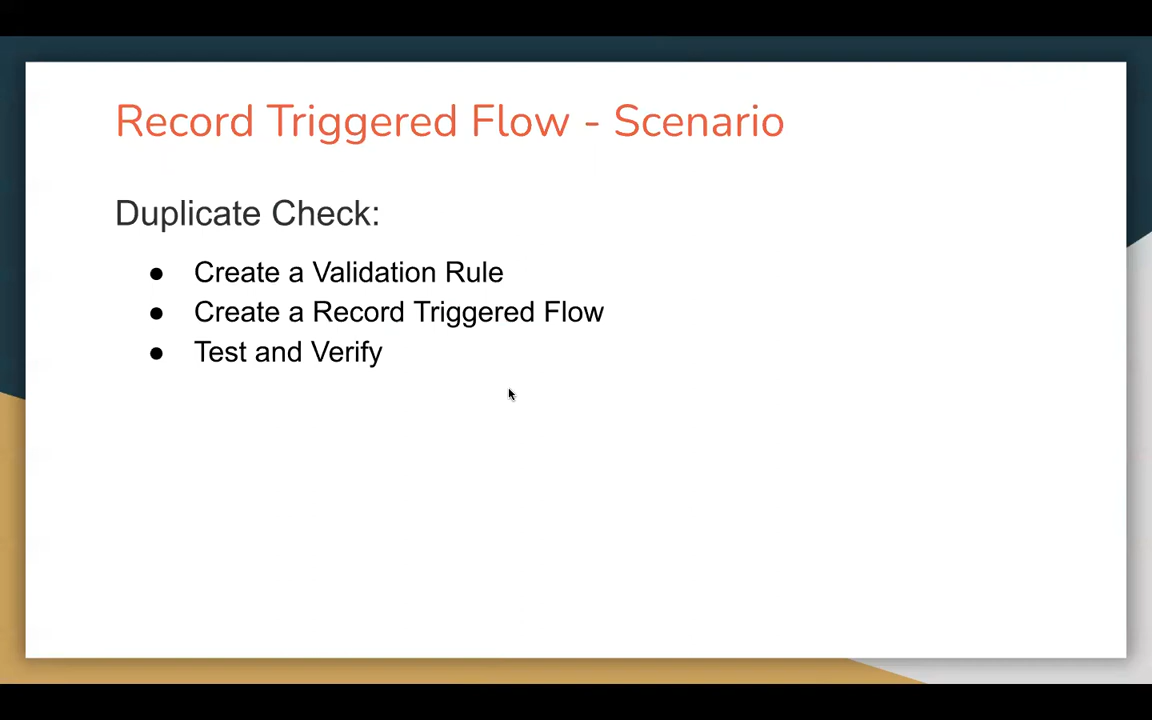 Record Triggered Flow - Scenario
Duplicate Check:
● Create a Validation Rule
● Create a Record Triggered Flow
● Test and Verify